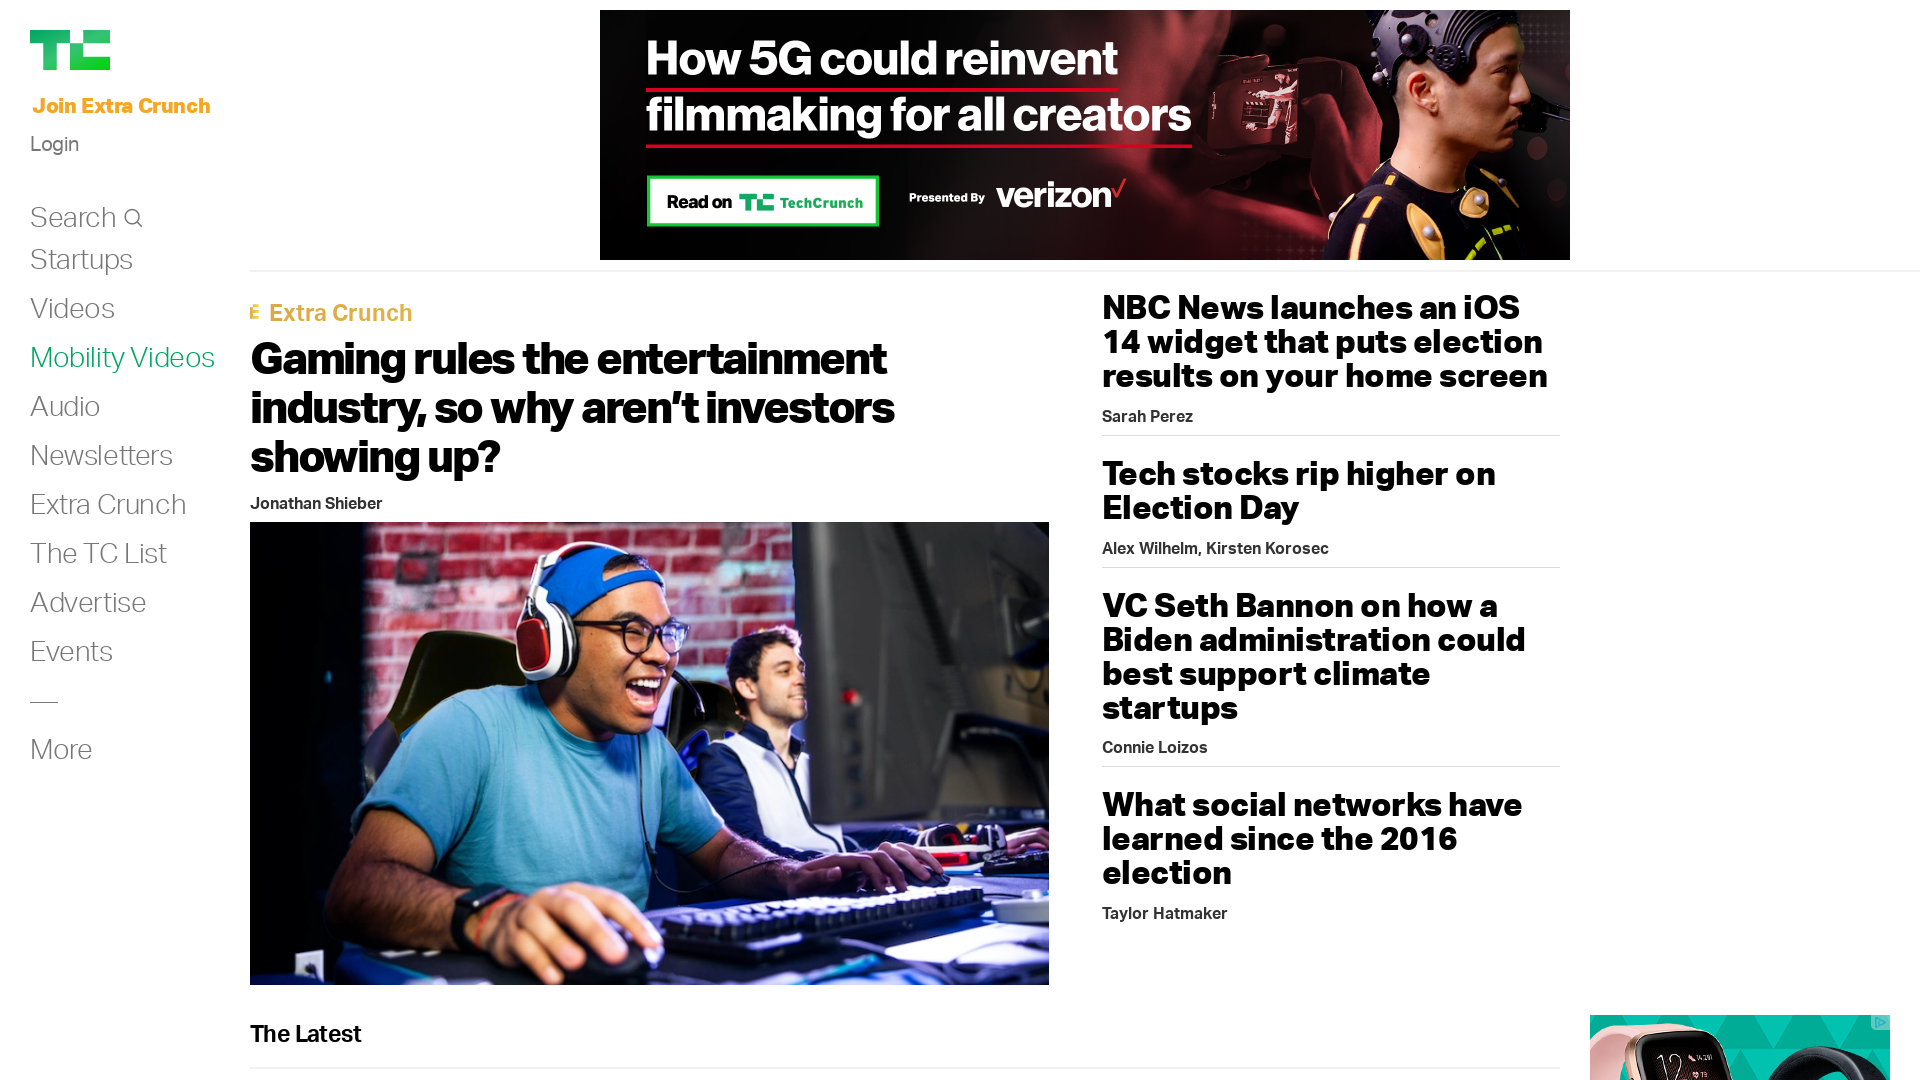 TC
Join Extra Crunch
Login
Search
Startups
Videos
Mobility Videos
Audio
Newsletters
Extra Crunch
The TC List
Advertise
Events
More
How 5G could reinvent
filmmaking for all creators
Read on TC TechCrunch
Presented By verizon✓
Extra Crunch
Gaming rules the entertainment
industry, so why aren’t investors
showing up?
Jonathan Shieber
NBC News launches an iOS
14 widget that puts election
results on your home screen
Sarah Perez
Tech stocks rip higher on
Election Day
Alex Wilhelm, Kirsten Korosec
VC Seth Bannon on how a
Biden administration could
best support climate
startups
Connie Loizos
What social networks have
learned since the 2016
election
Taylor Hatmaker
The Latest